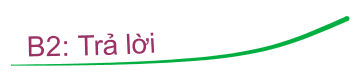 B2: Trả lời